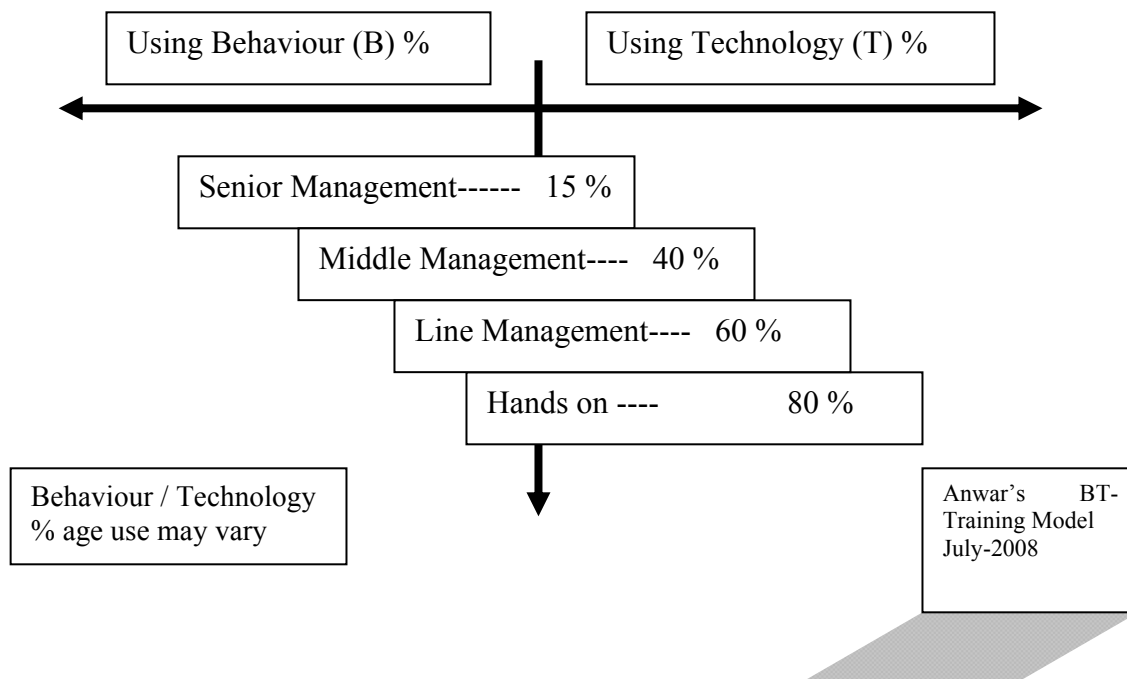 Using Behaviour (B) %
Using Technology (T) %
Senior Management------ 15 %
Middle Management---- 40 %
Line Management---- 60 %
Hands on ---- 80 %
Behaviour / Technology
% age use may vary
Anwar’s BT-
Training Model
July-2008